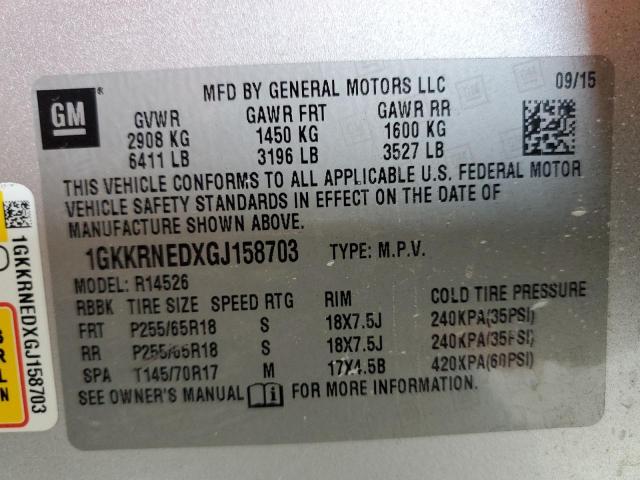 GM
®
MFD BY GENERAL MOTORS LLC
09/15
GVWR GAWR FRT GAWR RR
2908 KG 1450 KG 1600 KG
6411 LB 3196 LB 3527 LB
THIS VEHICLE CONFORMS TO ALL APPLICABLE U.S. FEDERAL MOTOR
VEHICLE SAFETY STANDARDS IN EFFECT ON THE DATE OF
MANUFACTURE SHOWN ABOVE.
1GKKRNEDXGJ158703 TYPE: M.P.V.
MODEL: R14526
RBBK TIRE SIZE SPEED RTG RIM COLD TIRE PRESSURE
FRT P255/65R18 S 18X7.5J 240KPA(35PSI)
RR P255/65R18 S 18X7.5J 240KPA(35PSI)
SPA T145/70R17 M 17X4.5B 420KPA(60PSI)
SEE OWNER'S MANUAL FOR MORE INFORMATION.
1GKKRNEDXGJ158703